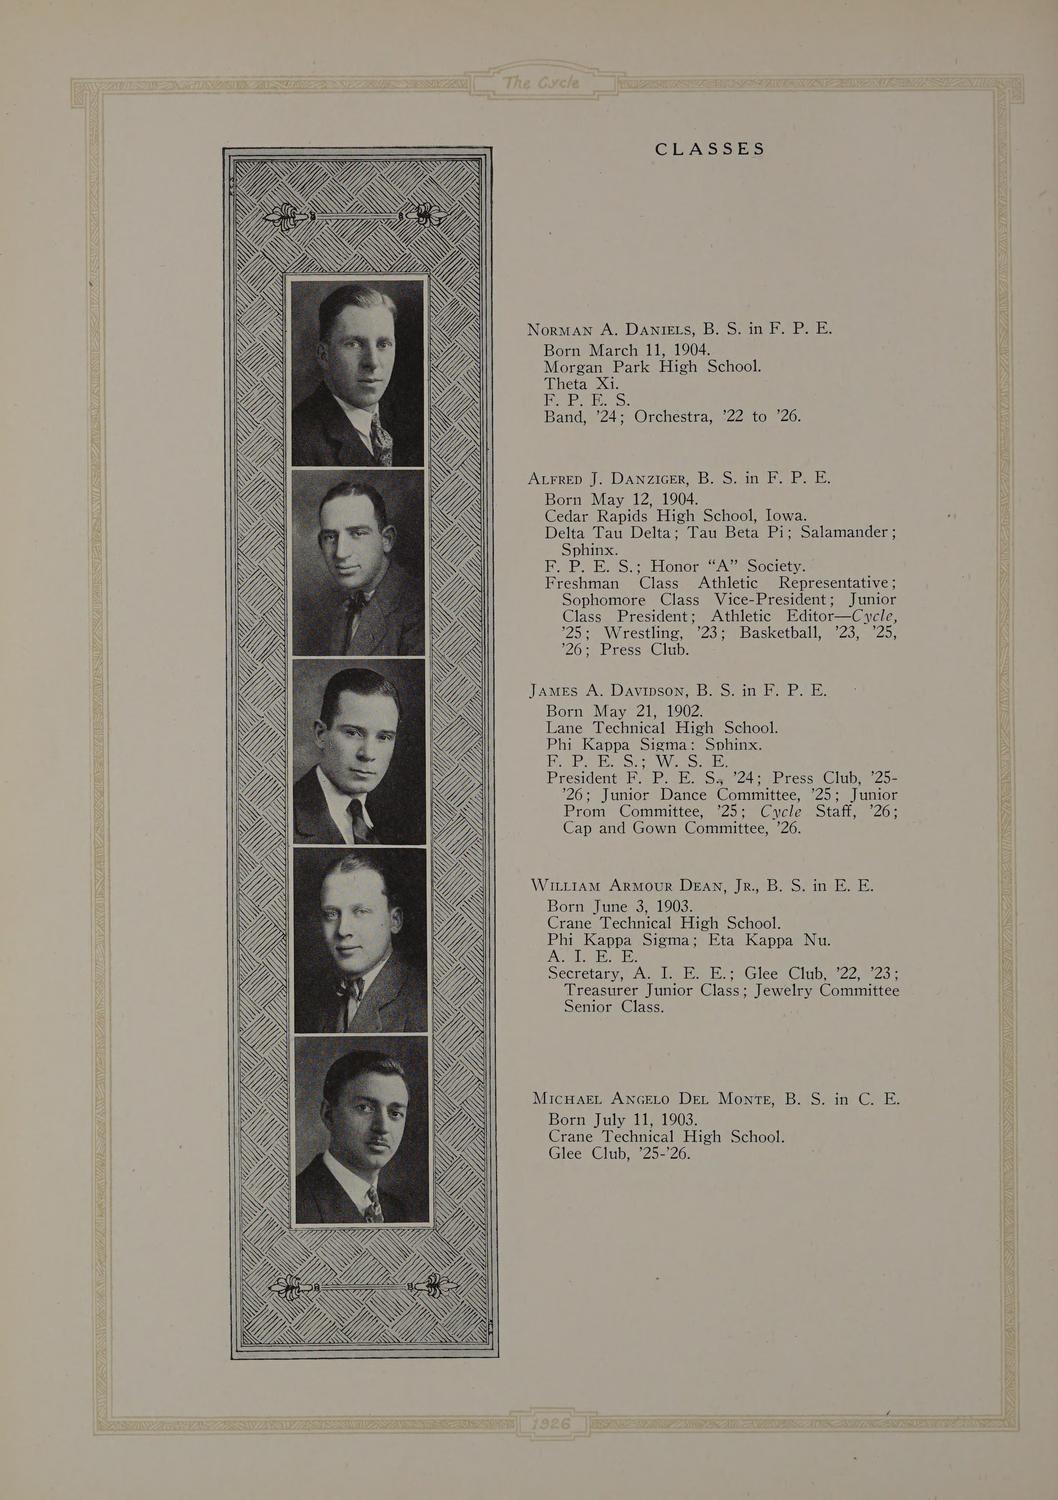 The Cycle
CLASSES
NORMAN A. DANIELS, B. S. in F. P. E.
Born March 11, 1904.
Morgan Park High School.
Theta Xi.
F. P. E. S.
Band, ’24; Orchestra, ’22 to ’26.
ALFRED J. DANZIGER, B. S. in F. P. E.
Born May 12, 1904.
Cedar Rapids High School, Iowa.
Delta Tau Delta; Tau Beta Pi; Salamander;
Sphinx.
F. P. E. S.; Honor “A” Society.
Freshman Class Athletic Representative;
Sophomore Class Vice-President; Junior
Class President; Athletic Editor—Cycle,
’25; Wrestling, ’23; Basketball, ’23, ’25,
’26; Press Club.
JAMES A. DAVIDSON, B. S. in F. P. E.
Born May 21, 1902.
Lane Technical High School.
Phi Kappa Sigma; Sphinx.
F. P. E. S.; W. S. E.
President F. P. E. S., ’24; Press Club, ’25-
’26; Junior Dance Committee, ’25; Junior
Prom Committee, ’25; Cycle Staff, ’26;
Cap and Gown Committee, ’26.
WILLIAM ARMOUR DEAN, JR., B. S. in E. E.
Born June 3, 1903.
Crane Technical High School.
Phi Kappa Sigma; Eta Kappa Nu.
A. I. E. E.
Secretary, A. I. E. E.; Glee Club, ’22, ’23;
Treasurer Junior Class; Jewelry Committee
Senior Class.
MICHAEL ANGELO DEL MONTE, B. S. in C. E.
Born July 11, 1903.
Crane Technical High School.
Glee Club, ’25-’26.
1926